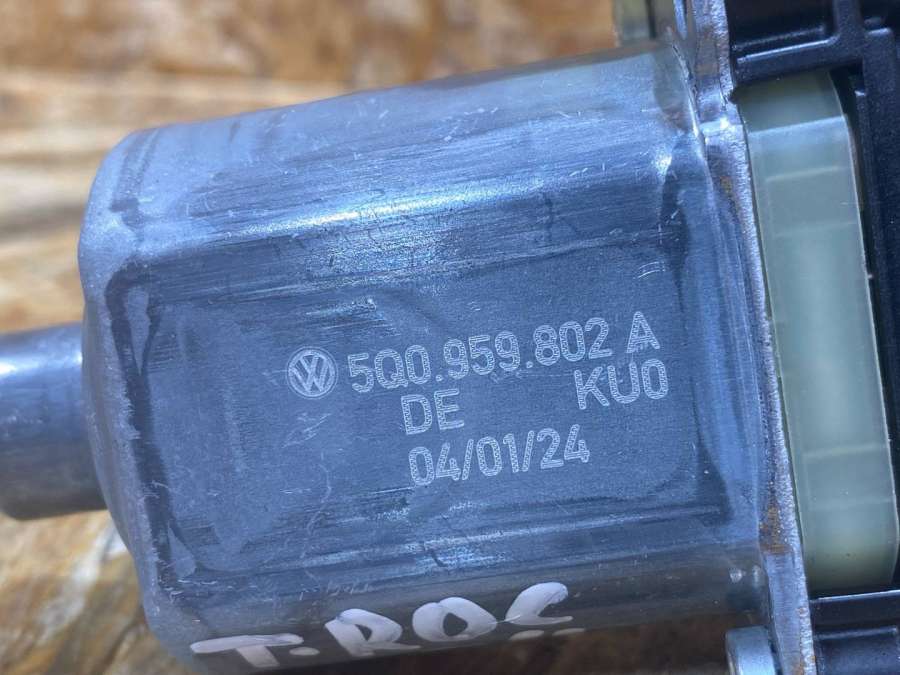 5Q0.959.802 A
DE KU0
04/01/24
T-ROC